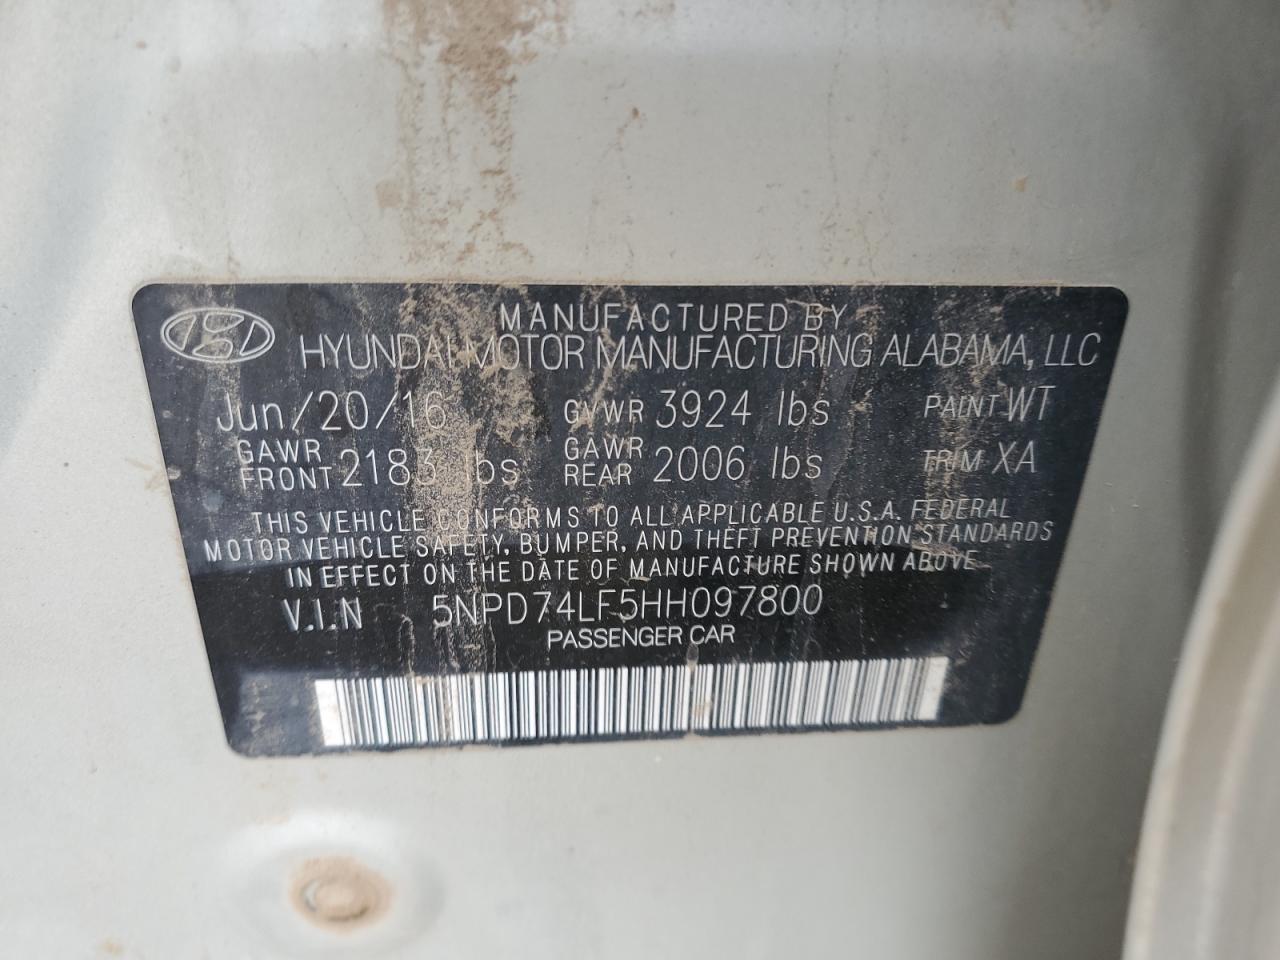 MANUFACTURED BY
HYUNDAI MOTOR MANUFACTURING ALABAMA, LLC
Jun/20/16 GVWR 3924 lbs PAINT WT
GAWR FRONT 2183 lbs GAWR REAR 2006 lbs TRIM XA
THIS VEHICLE CONFORMS TO ALL APPLICABLE U.S.A. FEDERAL
MOTOR VEHICLE SAFETY, BUMPER, AND THEFT PREVENTION STANDARDS
IN EFFECT ON THE DATE OF MANUFACTURE SHOWN ABOVE
V.I.N 5NPD74LF5HH097800
PASSENGER CAR